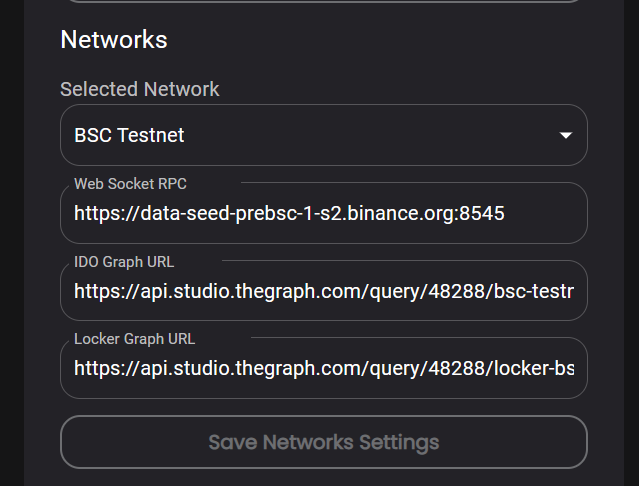 Networks
Selected Network
BSC Testnet
Web Socket RPC
https://data-seed-prebsc-1-s2.binance.org:8545
IDO Graph URL
https://api.studio.thegraph.com/query/48288/bsc-testr
Locker Graph URL
https://api.studio.thegraph.com/query/48288/locker-bs
Save Networks Settings